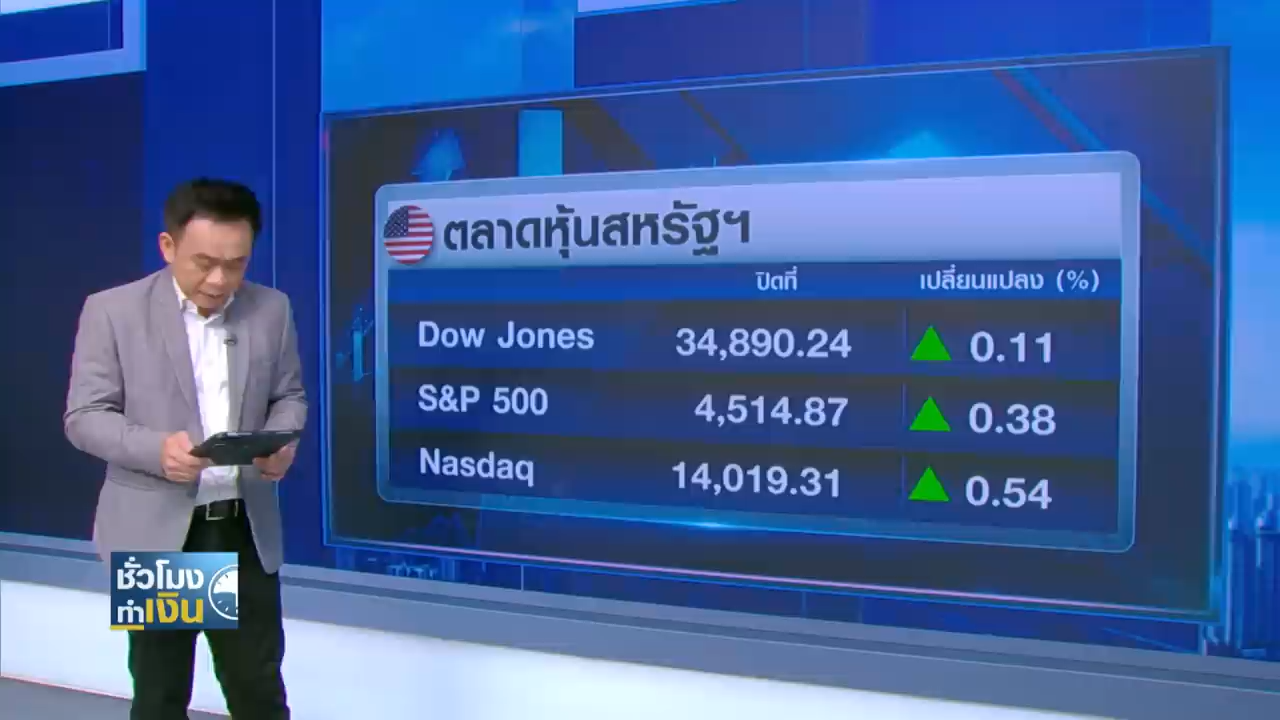 ตลาดหุ้นสหรัฐฯ
ปิดที่ เปลี่ยนแปลง (%)
Dow Jones 34,890.24 0.11
S&P 500 4,514.87 0.38
Nasdaq 14,019.31 0.54
ชั่วโมง
ทำเงิน